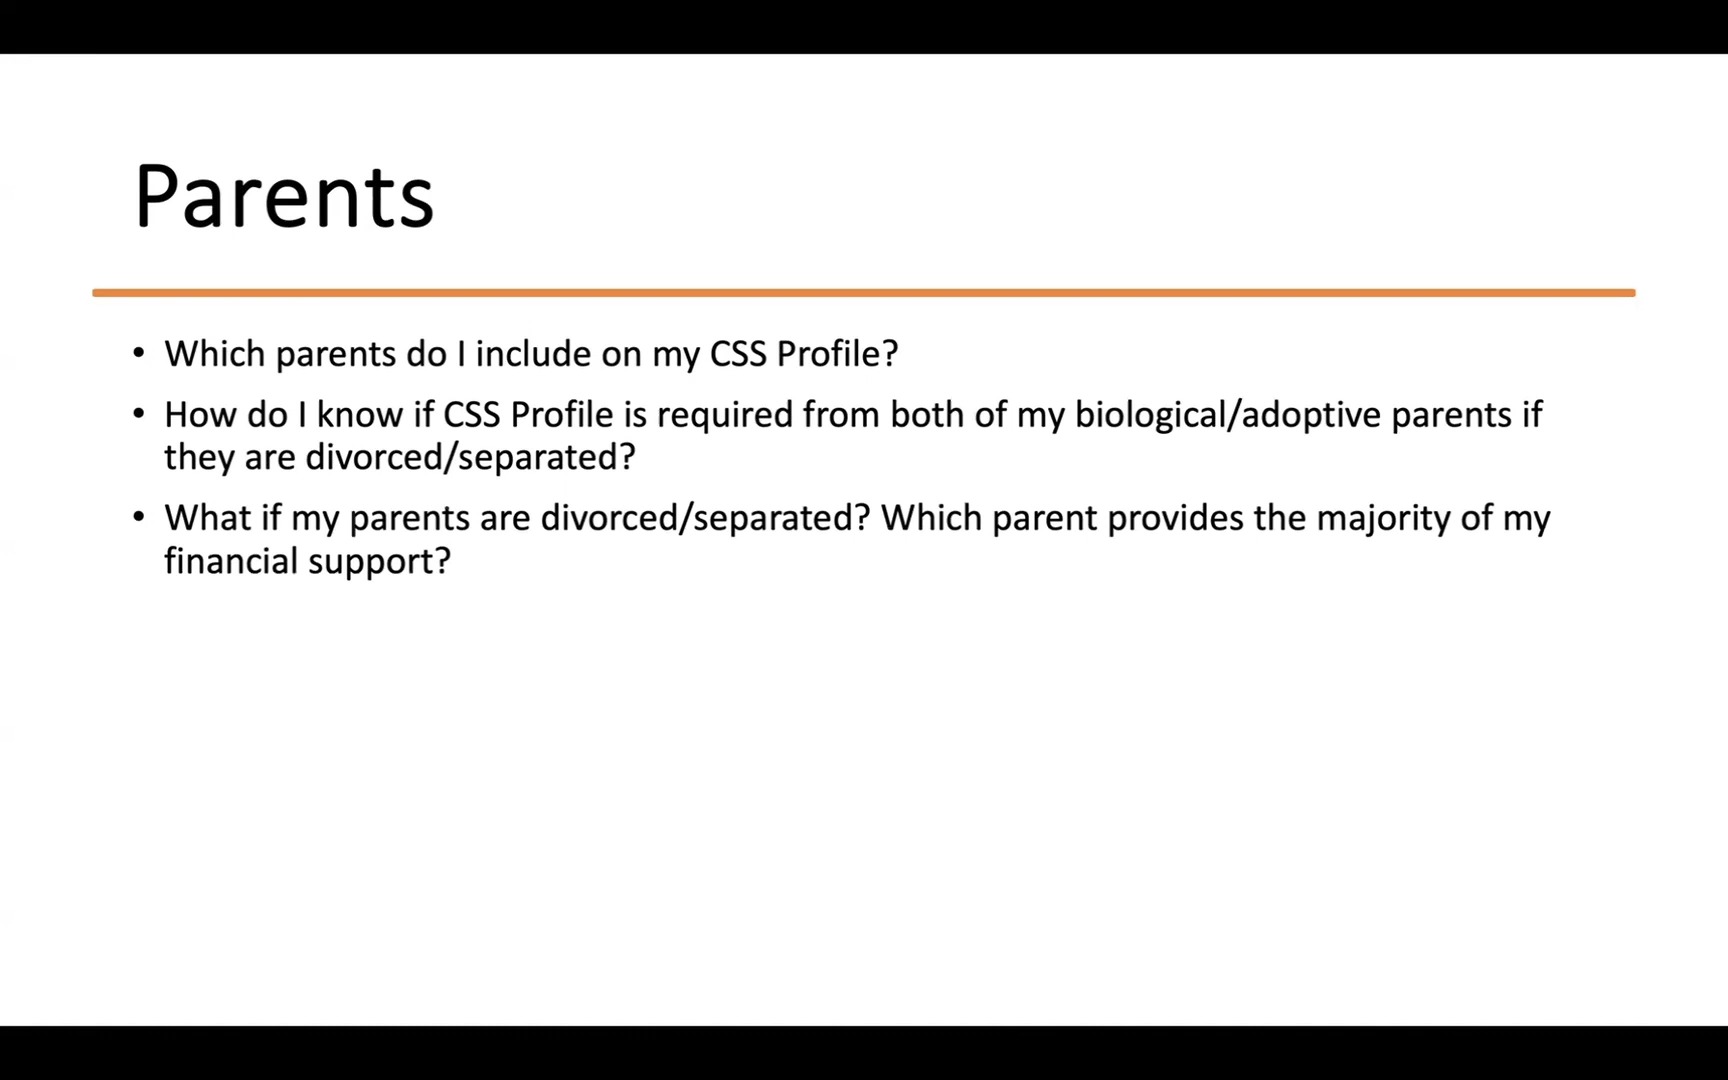 Parents
• Which parents do I include on my CSS Profile?
• How do I know if CSS Profile is required from both of my biological/adoptive parents if
they are divorced/separated?
• What if my parents are divorced/separated? Which parent provides the majority of my
financial support?